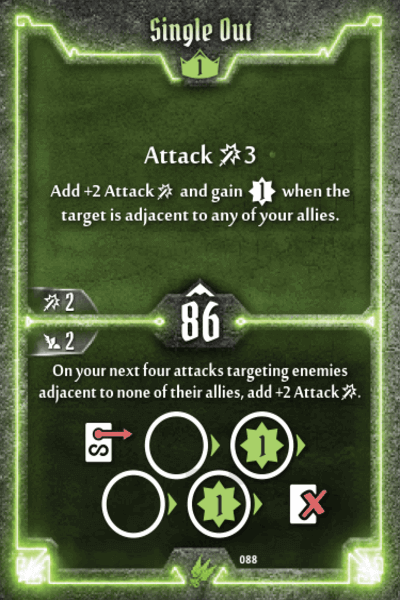 Single Out
1
Attack 3
Add +2 Attack and gain 1 when the
target is adjacent to any of your allies.
2
86
2
On your next four attacks targeting enemies
adjacent to none of their allies, add +2 Attack.
S 1
1
088